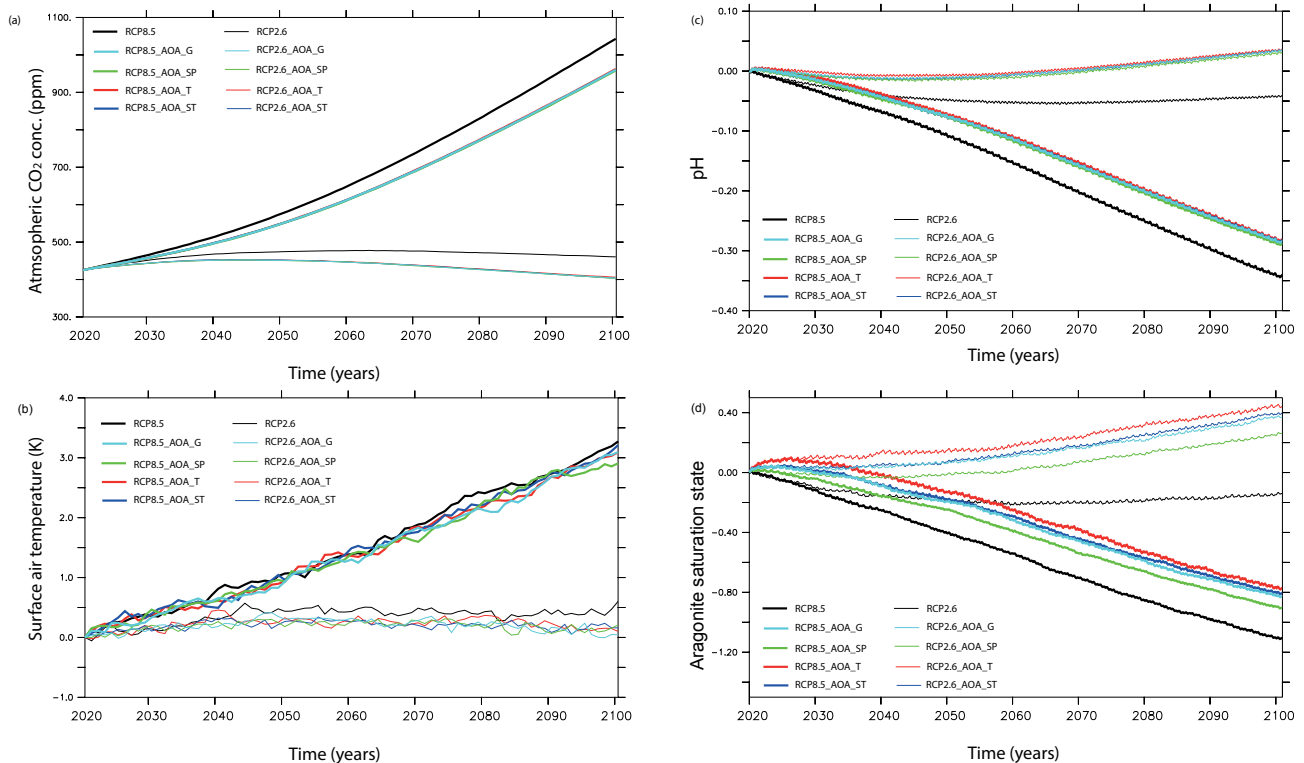 (a)
1100.
900.
700.
500.
300.
Atmsospheric CO₂ conc. (ppm)
RCP8.5 RCP2.6
RCP8.5_AOA_G RCP2.6_AOA_G
RCP8.5_AOA_SP RCP2.6_AOA_SP
RCP8.5_AOA_T RCP2.6_AOA_T
RCP8.5_AOA_ST RCP2.6_AOA_ST
2020 2030 2040 2050 2060 2070 2080 2090 2100
Time (years)
(c)
0.10
0.00
-0.10
-0.20
-0.30
-0.40
pH
RCP8.5 RCP2.6
RCP8.5_AOA_G RCP2.6_AOA_G
RCP8.5_AOA_SP RCP2.6_AOA_SP
RCP8.5_AOA_T RCP2.6_AOA_T
RCP8.5_AOA_ST RCP2.6_AOA_ST
2020 2030 2040 2050 2060 2070 2080 2090 2100
Time (years)
(b)
4.0
3.0
2.0
1.0
0.0
-1.0
Surface air temperature (K)
RCP8.5 RCP2.6
RCP8.5_AOA_G RCP2.6_AOA_G
RCP8.5_AOA_SP RCP2.6_AOA_SP
RCP8.5_AOA_T RCP2.6_AOA_T
RCP8.5_AOA_ST RCP2.6_AOA_ST
2020 2030 2040 2050 2060 2070 2080 2090 2100
Time (years)
(d)
0.40
0.00
-0.40
-0.80
-1.20
Aragonite saturation state
RCP8.5 RCP2.6
RCP8.5_AOA_G RCP2.6_AOA_G
RCP8.5_AOA_SP RCP2.6_AOA_SP
RCP8.5_AOA_T RCP2.6_AOA_T
RCP8.5_AOA_ST RCP2.6_AOA_ST
2020 2030 2040 2050 2060 2070 2080 2090 2100
Time (years)